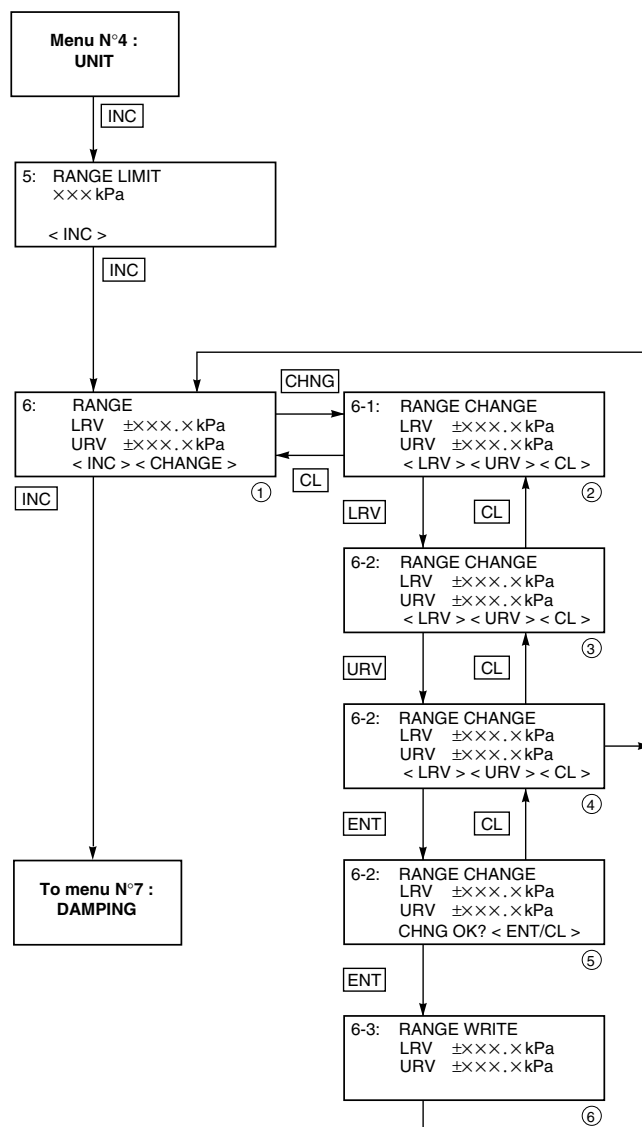 Menu N°4 :
UNIT
INC
5: RANGE LIMIT
××× kPa
< INC >
INC
6: RANGE
LRV ±×××.× kPa
URV ±×××.× kPa
< INC > < CHANGE >
①
CHNG
CL
6-1: RANGE CHANGE
LRV ±×××.× kPa
URV ±×××.× kPa
< LRV > < URV > < CL >
②
INC
LRV
CL
6-2: RANGE CHANGE
LRV ±×××.× kPa
URV ±×××.× kPa
< LRV > < URV > < CL >
③
URV
CL
6-2: RANGE CHANGE
LRV ±×××.× kPa
URV ±×××.× kPa
< LRV > < URV > < CL >
④
ENT
CL
To menu N°7 :
DAMPING
6-2: RANGE CHANGE
LRV ±×××.× kPa
URV ±×××.× kPa
CHNG OK? < ENT/CL >
⑤
ENT
6-3: RANGE WRITE
LRV ±×××.× kPa
URV ±×××.× kPa
⑥